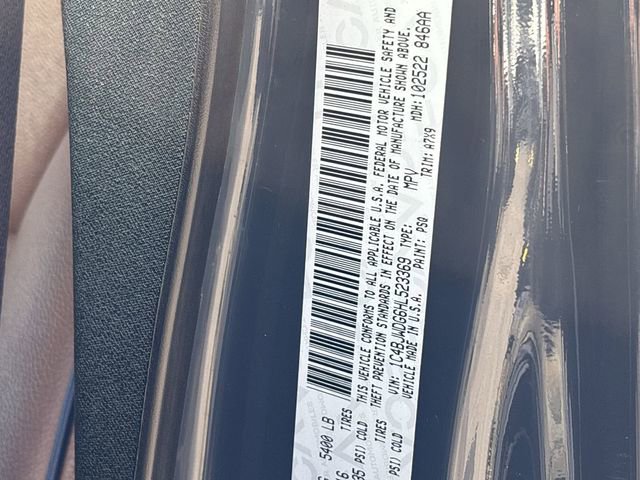 5400 LB
TIRES
35 PSI) COLD
THIS VEHICLE CONFORMS TO ALL APPLICABLE U.S.A. FEDERAL MOTOR VEHICLE SAFETY AND
THEFT PREVENTION STANDARDS IN EFFECT ON THE DATE OF MANUFACTURE SHOWN ABOVE.
TIRES
VIN: 1C4BJWDG6HL523369 TYPE: MPV MDH: 102522 846AA
PSI) COLD
VEHICLE MADE IN U.S.A. PAINT: PSQ TRIM: A7X9